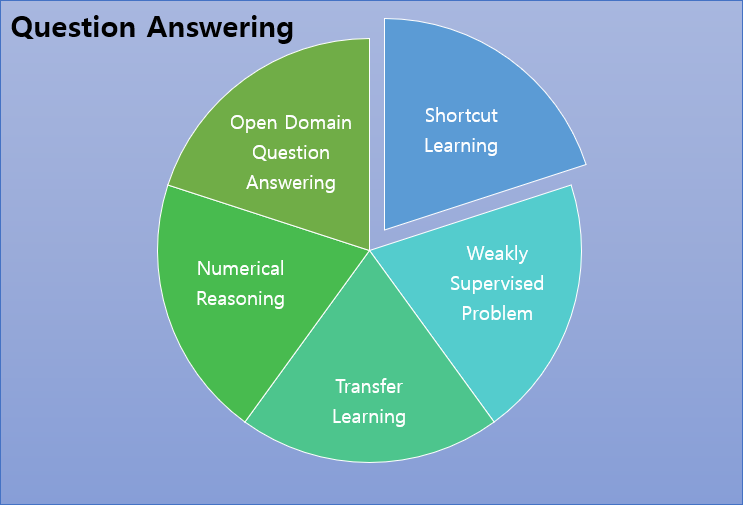 Question Answering
Shortcut
Learning
Weakly
Supervised
Problem
Transfer
Learning
Numerical
Reasoning
Open Domain
Question
Answering